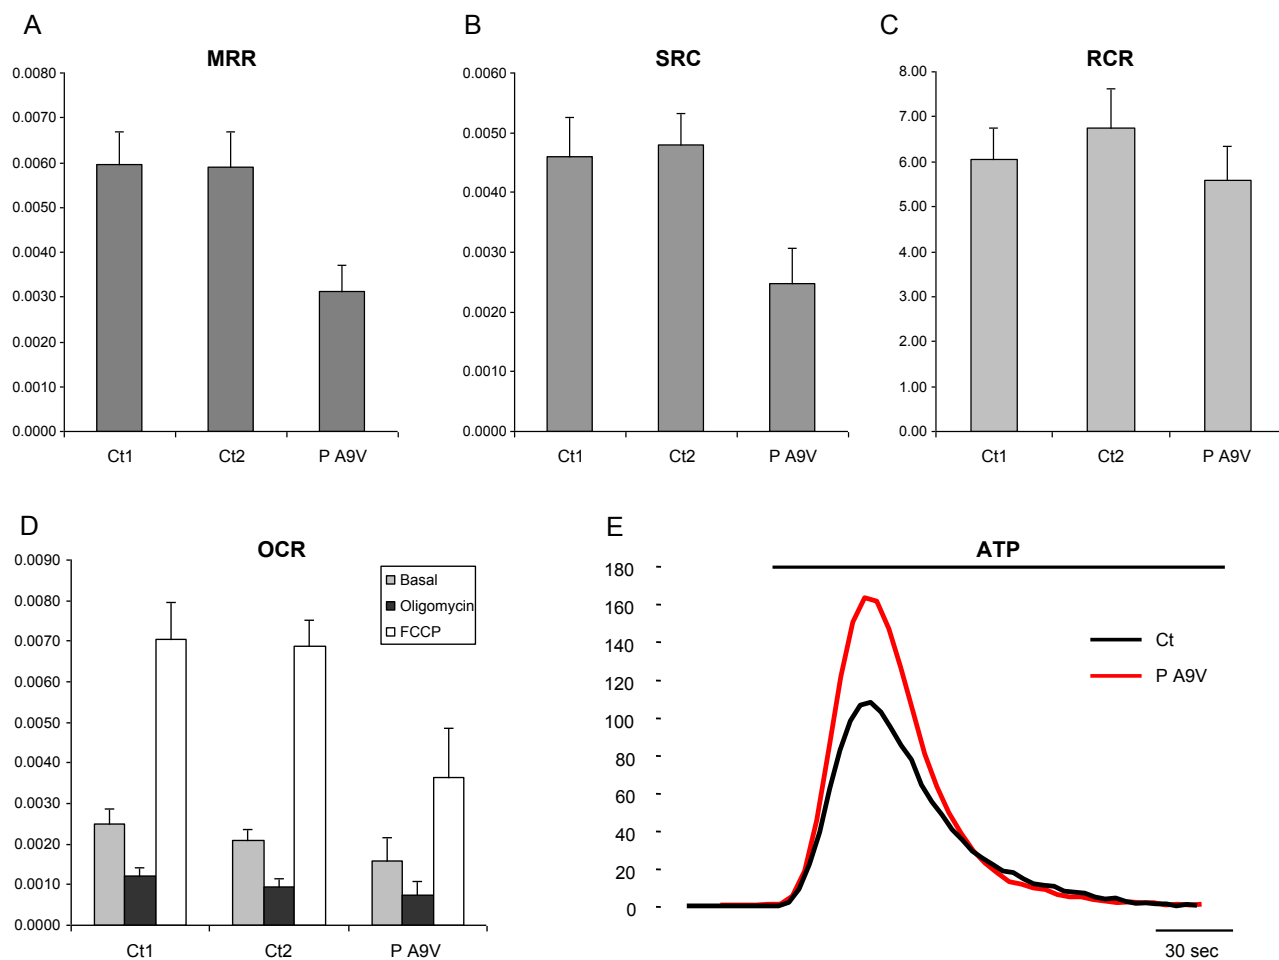 A
MRR
0.0080
0.0070
0.0060
0.0050
0.0040
0.0030
0.0020
0.0010
0.0000
Ct1 Ct2 P A9V
B
SRC
0.0060
0.0050
0.0040
0.0030
0.0020
0.0010
0.0000
Ct1 Ct2 P A9V
C
RCR
8.00
7.00
6.00
5.00
4.00
3.00
2.00
1.00
0.00
Ct1 Ct2 P A9V
D
OCR
0.0090
0.0080
0.0070
0.0060
0.0050
0.0040
0.0030
0.0020
0.0010
0.0000
Basal
Oligomycin
FCCP
Ct1 Ct2 P A9V
E
ATP
180
160
140
120
100
80
60
40
20
0
Ct
P A9V
30 sec